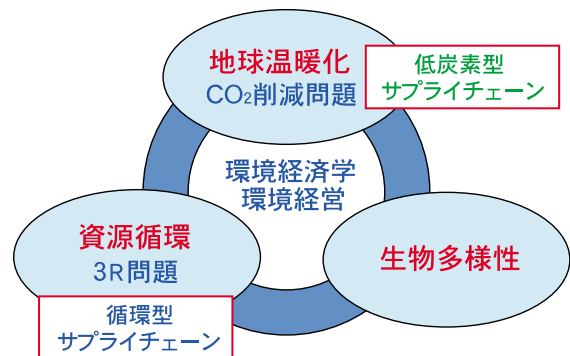 地球温暖化
CO₂削減問題
低炭素型
サプライチェーン
環境経済学
環境経営
資源循環
3R問題
循環型
サプライチェーン
生物多様性